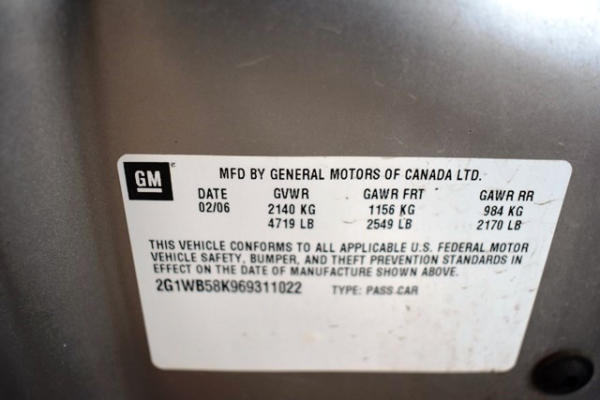 GM MFD BY GENERAL MOTORS OF CANADA LTD.
DATE GVWR GAWR FRT GAWR RR
02/06 2140 KG 1156 KG 984 KG
4719 LB 2549 LB 2170 LB
THIS VEHICLE CONFORMS TO ALL APPLICABLE U.S. FEDERAL MOTOR
VEHICLE SAFETY, BUMPER, AND THEFT PREVENTION STANDARDS IN
EFFECT ON THE DATE OF MANUFACTURE SHOWN ABOVE.
2G1WB58K969311022 TYPE: PASS CAR